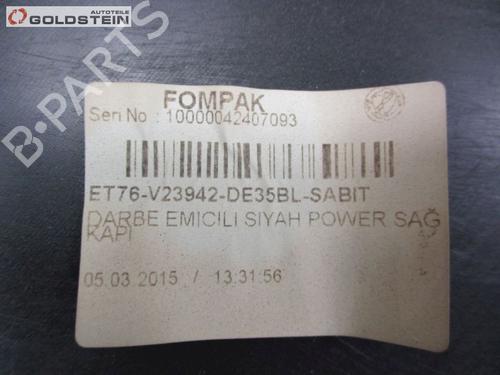 AUTOTEILE
GOLDSTEIN
FOMPAK
Seri No : 10000042407093
ET76-V23942-DE35BL-SABIT
DARBE EMICILI SIYAH POWER SAĞ
KAPI
05.03.2015 / 13:31:56